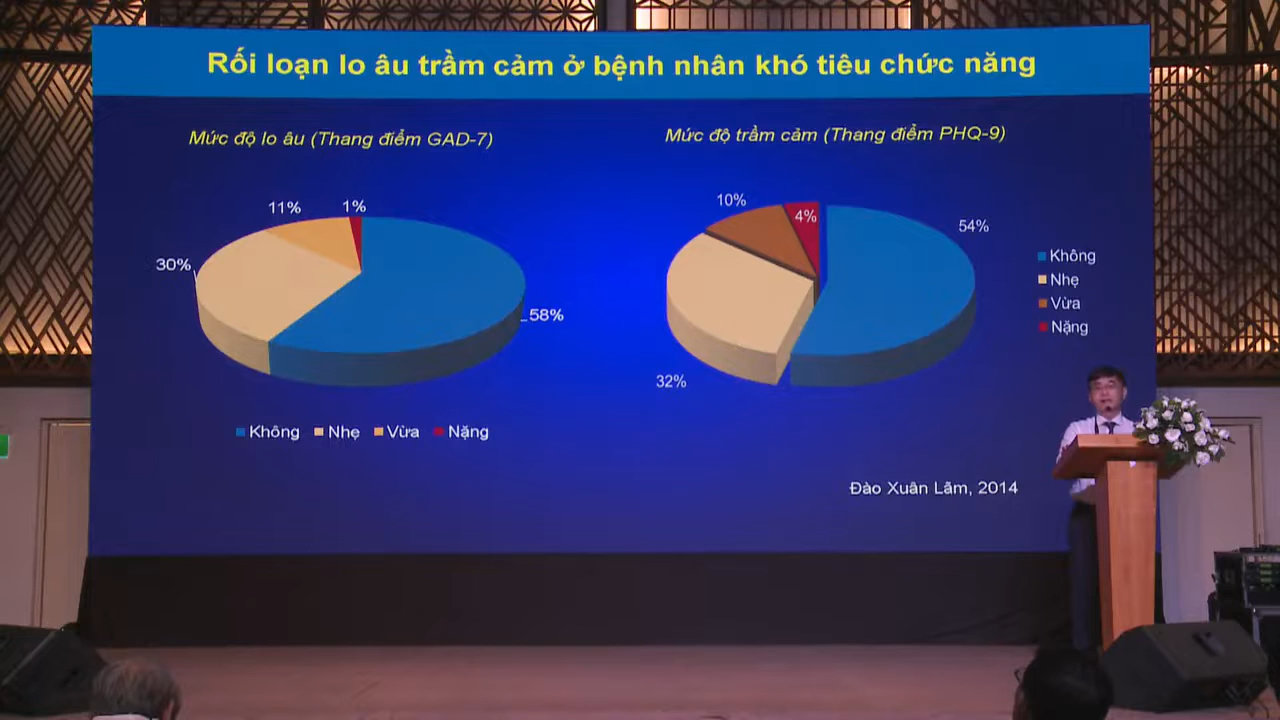 Rối loạn lo âu trầm cảm ở bệnh nhân khó tiêu chức năng
Mức độ lo âu (Thang điểm GAD-7)
11%
1%
30%
58%
Không Nhẹ Vừa Nặng
Mức độ trầm cảm (Thang điểm PHQ-9)
10%
4%
54%
32%
Không
Nhẹ
Vừa
Nặng
Đào Xuân Lãm, 2014